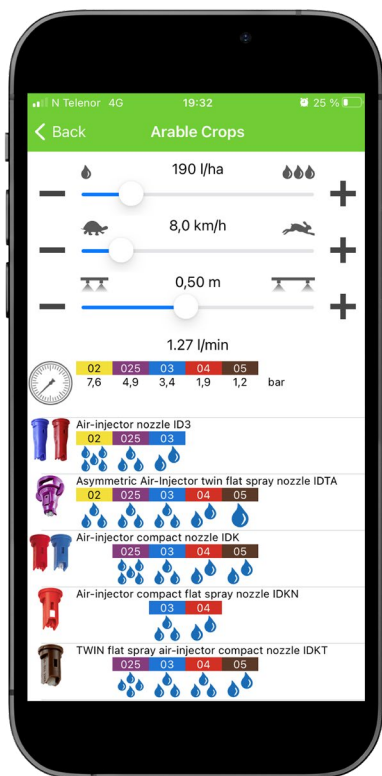 N Telenor 4G 19:32 25 %
Back Arable Crops
190 l/ha
8,0 km/h
0,50 m
1.27 l/min
02 025 03 04 05
7,6 4,9 3,4 1,9 1,2 bar
Air-injector nozzle ID3
02 025 03
Asymmetric Air-Injector twin flat spray nozzle IDTA
02 025 03 04 05
Air-injector compact nozzle IDK
025 03 04 05
Air-injector compact flat spray nozzle IDKN
03 04
TWIN flat spray air-injector compact nozzle IDKT
025 03 04 05